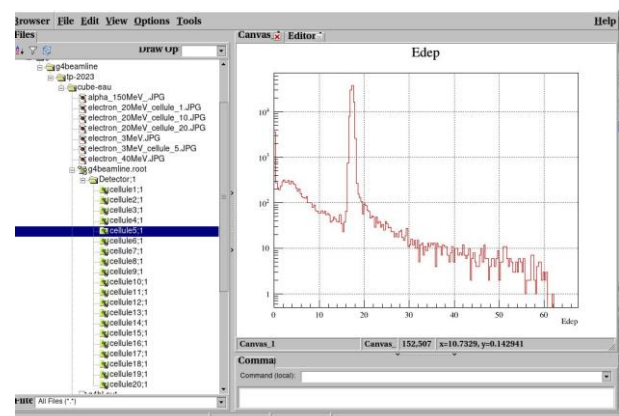 Browser File Edit View Options Tools Help
Files
Draw Op
g4beamline
tp-2023
cube-eau
alpha_150MeV_.JPG
electron_20MeV_cellule_1.JPG
electron_20MeV_cellule_10.JPG
electron_20MeV_cellule_20.JPG
electron_3MeV.JPG
electron_3MeV_cellule_5.JPG
electron_40MeV.JPG
g4beamline.root
Detector;1
cellule1;1
cellule2;1
cellule3;1
cellule4;1
cellule5;1
cellule6;1
cellule7;1
cellule8;1
cellule9;1
cellule10;1
cellule11;1
cellule12;1
cellule13;1
cellule14;1
cellule15;1
cellule16;1
cellule17;1
cellule18;1
cellule19;1
cellule20;1
All Files (*.*)
Canvas Editor
Edep
10⁴
10³
10²
10
1
0 10 20 30 40 50 60
Edep
Canvas_1 Canvas_ 152,507 x=10.7329, y=0.142941
Comma
Command (local):